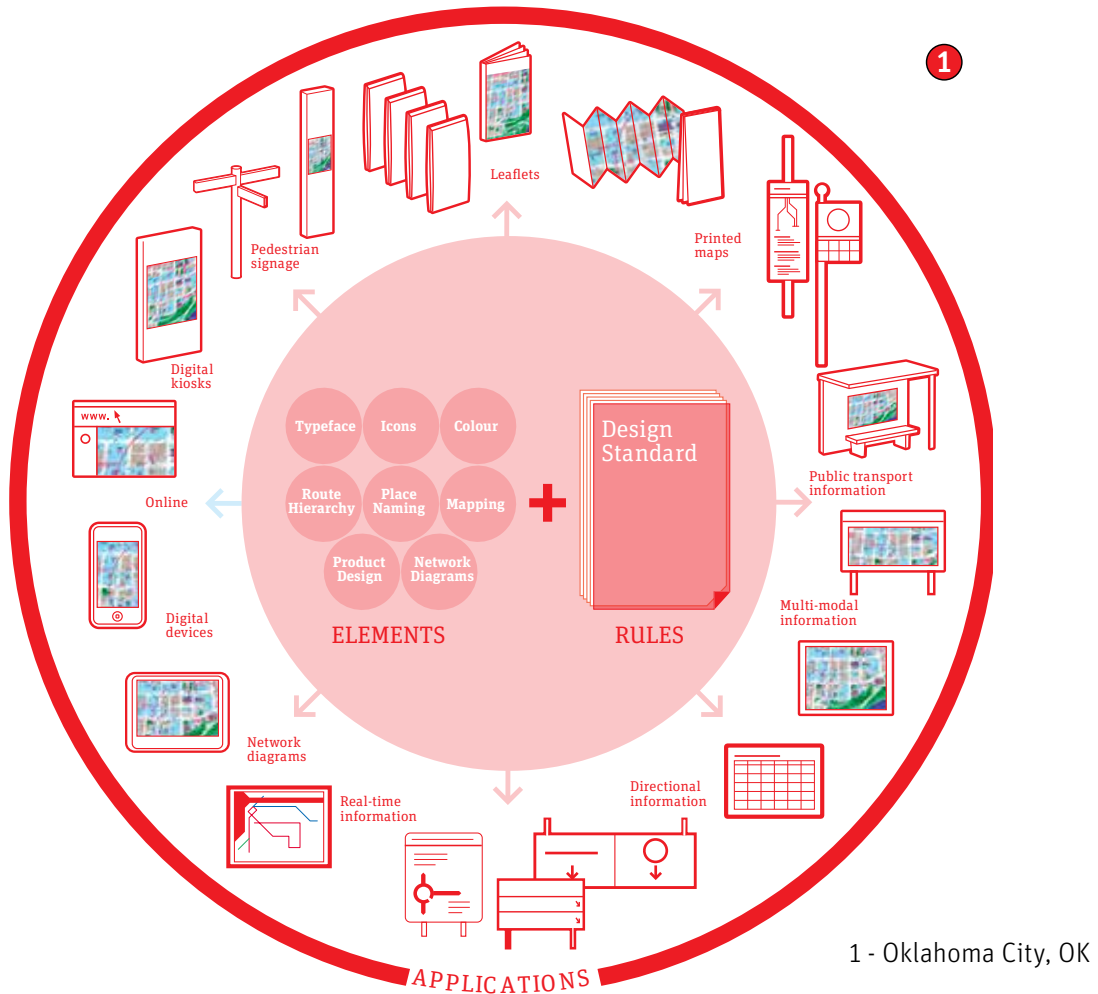 1
Leaflets
Printed
maps
Pedestrian
signage
Digital
kiosks
www.
Online
Digital
devices
Network
diagrams
Real-time
information
Directional
information
Multi-modal
information
Public transport
information
Typeface
Icons
Colour
Route
Hierarchy
Place
Naming
Mapping
Product
Design
Network
Diagrams
ELEMENTS
Design
Standard
RULES
APPLICATIONS
1 - Oklahoma City, OK